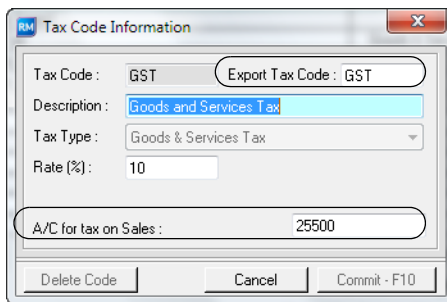 RM Tax Code Information
Tax Code : GST Export Tax Code : GST
Description : Goods and Services Tax
Tax Type : Goods & Services Tax
Rate (%) : 10
A/C for tax on Sales : 25500
Delete Code Cancel Commit - F10